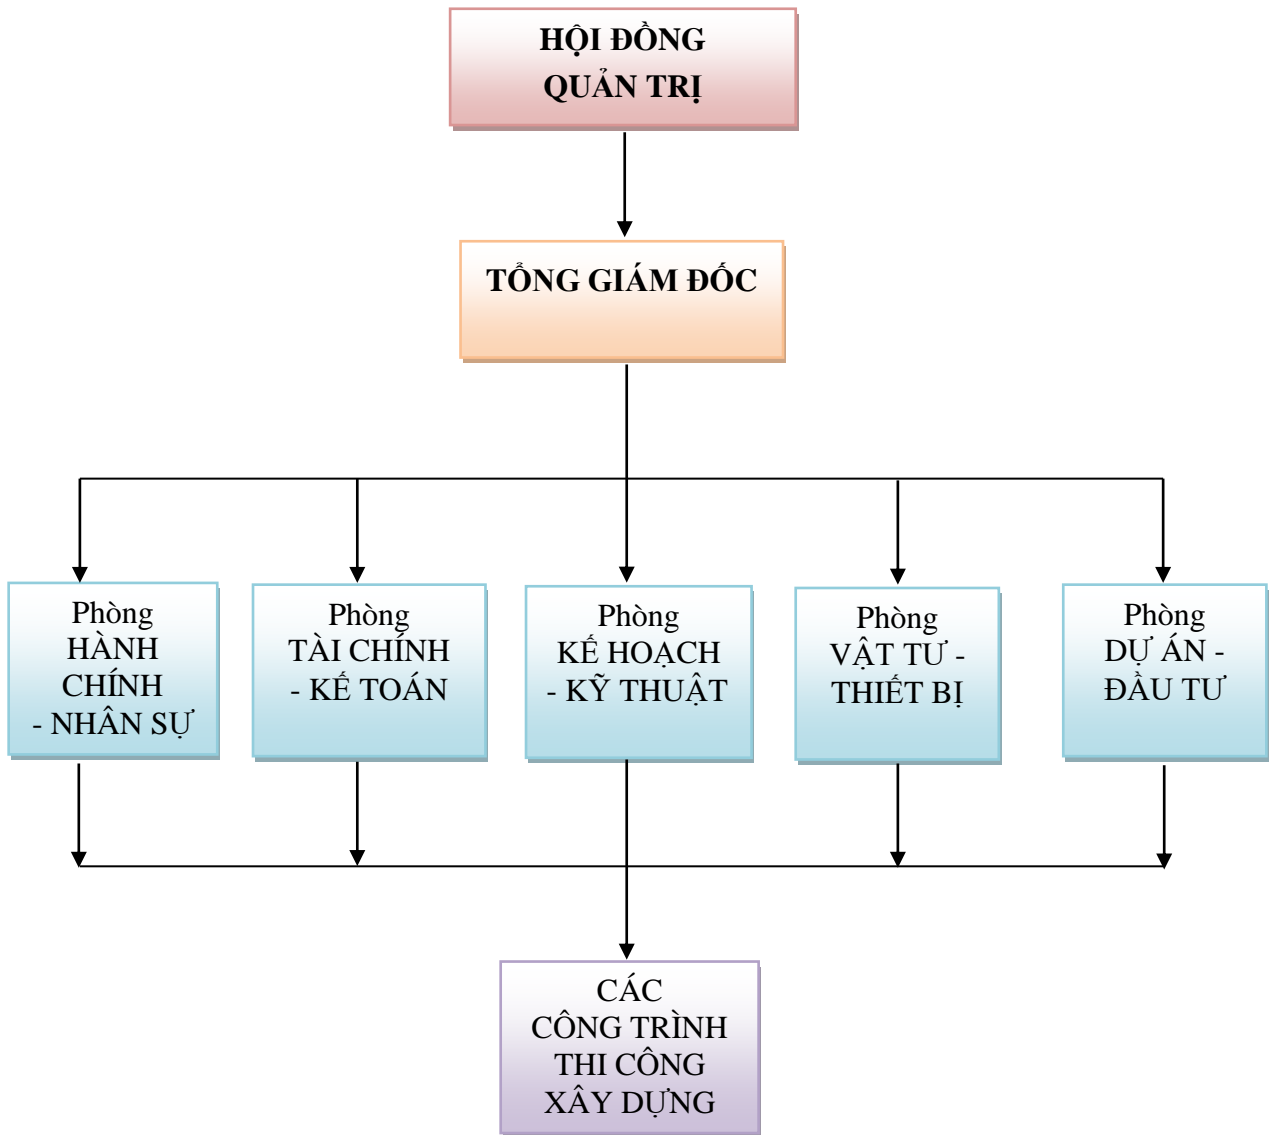 HỘI ĐỒNG
QUẢN TRỊ
TỔNG GIÁM ĐỐC
Phòng
HÀNH
CHÍNH
- NHÂN SỰ
Phòng
TÀI CHÍNH
- KẾ TOÁN
Phòng
KẾ HOẠCH
- KỸ THUẬT
Phòng
VẬT TƯ -
THIẾT BỊ
Phòng
DỰ ÁN -
ĐẦU TƯ
CÁC
CÔNG TRÌNH
THI CÔNG
XÂY DỰNG